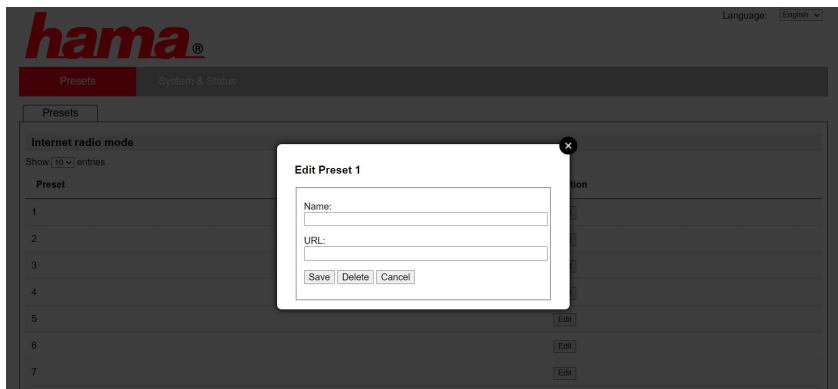 Language: English
hama®
Presets System & Status
Presets
Internet radio mode
Show 10 entries
Preset
1
2
3
4
5 Edit
6 Edit
7 Edit
Edit Preset 1
Name:
URL:
Save Delete Cancel